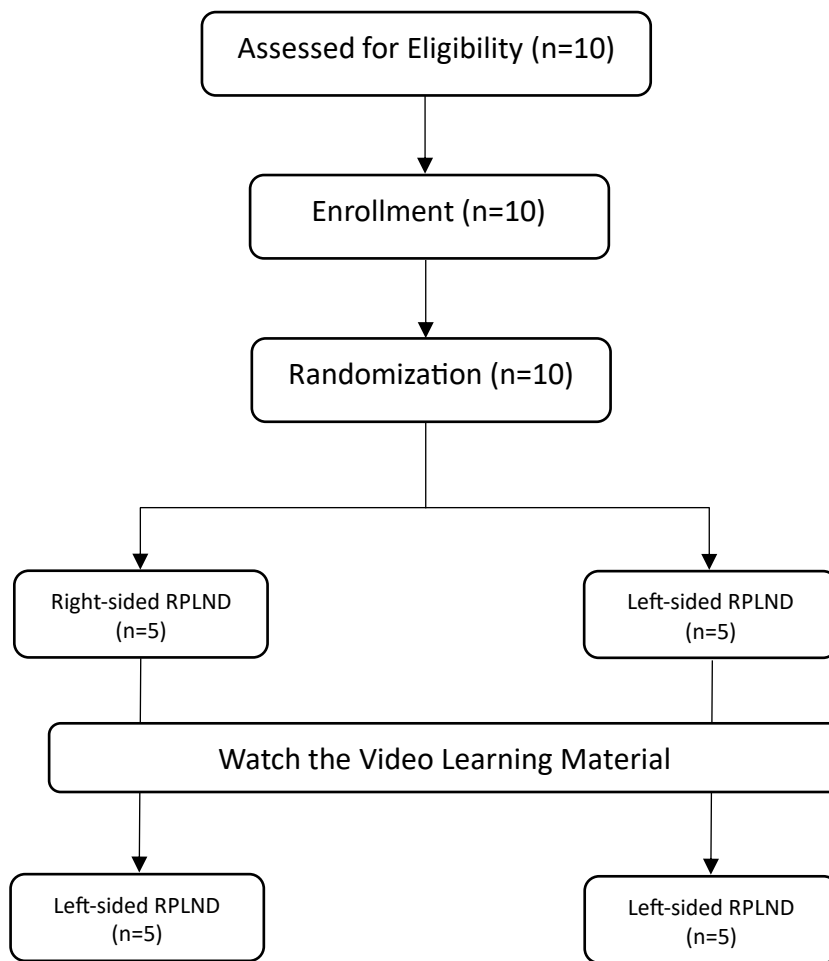 Assessed for Eligibility (n=10)
Enrollment (n=10)
Randomization (n=10)
Right-sided RPLND
(n=5)
Left-sided RPLND
(n=5)
Watch the Video Learning Material
Left-sided RPLND
(n=5)
Left-sided RPLND
(n=5)